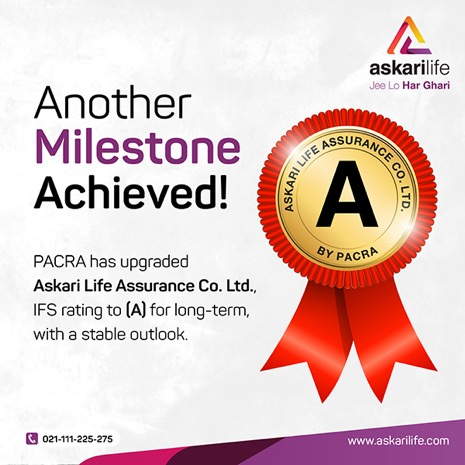 askarilife
Jee Lo Har Ghari
Another
Milestone
Achieved!
PACRA has upgraded
Askari Life Assurance Co. Ltd.,
IFS rating to (A) for long-term,
with a stable outlook.
ASKARI LIFE ASSURANCE CO. LTD.
A
BY PACRA
021-111-225-275
www.askarilife.com